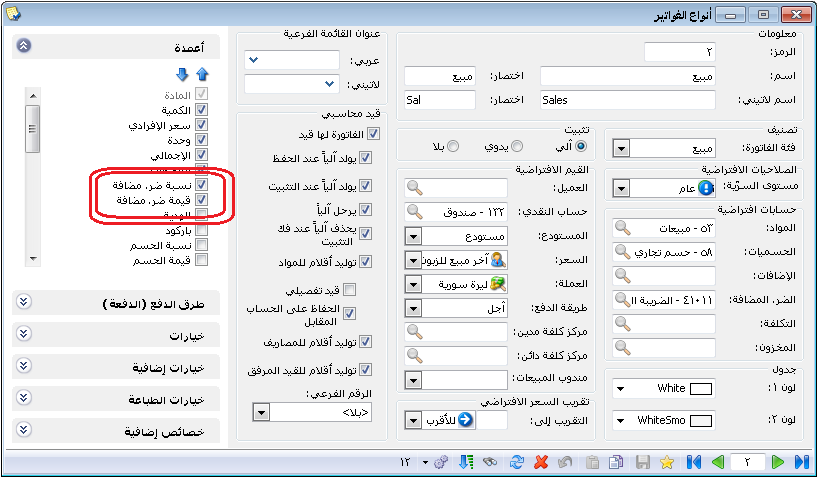 أنواع الفواتير
معلومات
الرمز: ٢
اسم: مبيع اختصار: مبيع
اسم لاتيني: Sales اختصار: Sal
تصنيف
فئة الفاتورة: مبيع
الصلاحيات الافتراضية
مستوى السرّية: عام
حسابات افتراضية
المواد: ٥٣ - مبيعات
الحسميات: ٥٨ - حسم تجاري
الإضافات:
الضر. المضافة: ٤١٠١١ - الضريبة ال
التكلفة:
المخزون:
جدول
لون ١: White
لون ٢: WhiteSmo
تثبيت
آلي يدوي بلا
القيم الافتراضية
العميل:
حساب النقدي: ١٣٢ - صندوق
المستودع: مستودع
السعر: آخر مبيع للزبون
العملة: ليرة سورية
طريقة الدفع: آجل
مركز كلفة مدين:
مركز كلفة دائن:
مندوب المبيعات:
تقريب السعر الافتراضي
التقريب إلى: للأقرب
عنوان القائمة الفرعية
عربي:
لاتيني:
قيد محاسبي
الفاتورة لها قيد
يولد آلياً عند الحفظ
يولد آلياً عند التثبيت
يرحل آلياً
يحذف آلياً عند فك
التثبيت
توليد أقلام للمواد
قيد تفصيلي
الحفاظ على الحساب
المقابل
توليد أقلام للمصاريف
توليد أقلام للقيد المرفق
الرقم الفرعي:
<بلا>
أعمدة
المادة
الكمية
سعر الإفرادي
وحدة
الإجمالي
نسبة ضر. مضافة
قيمة ضر. مضافة
الهدية
باركود
نسبة الحسم
قيمة الحسم
طرق الدفع (الدفعة)
خيارات
خيارات إضافية
خيارات الطباعة
خصائص إضافية
٢
١٢